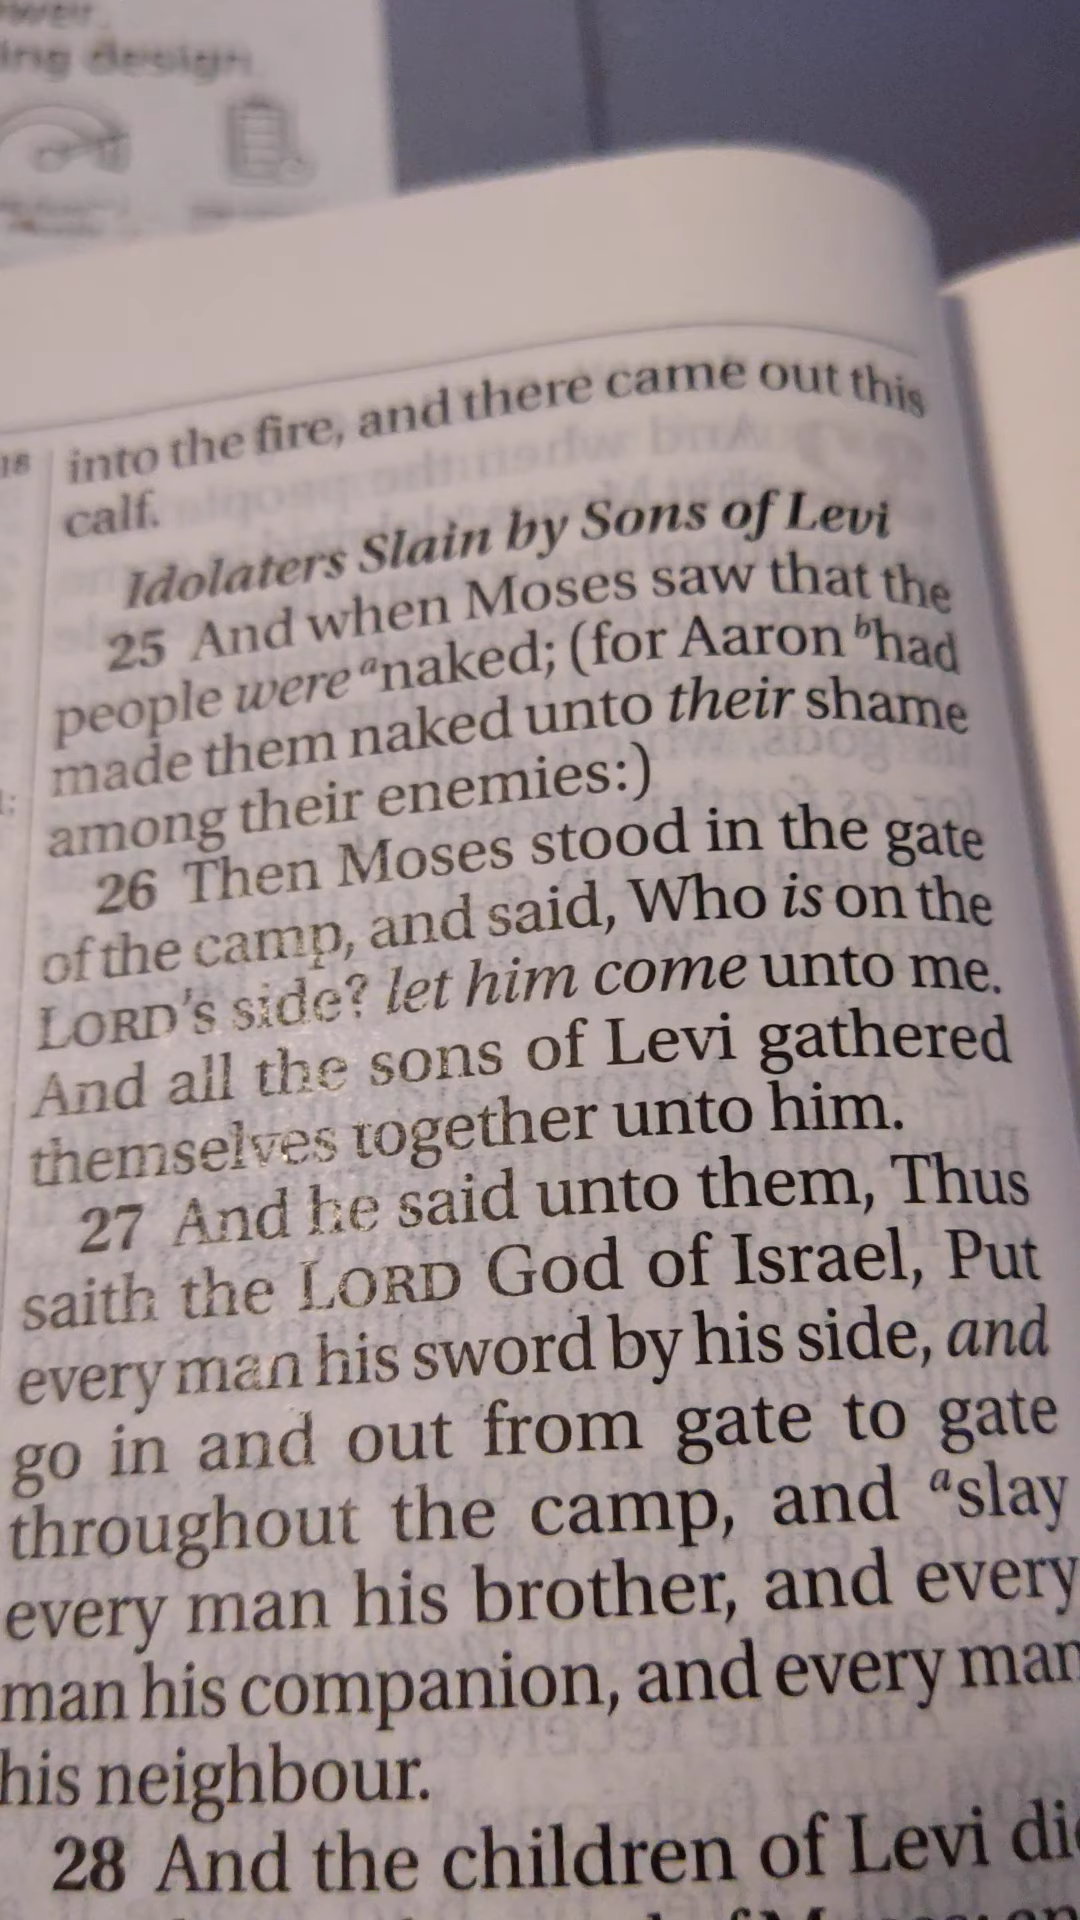 ing design
18
into the fire, and there came out this
calf.
Idolaters Slain by Sons of Levi
25 And when Moses saw that the
people were ᵃnaked; (for Aaron ᵇhad
made them naked unto their shame
among their enemies:)
26 Then Moses stood in the gate
of the camp, and said, Who is on the
LORD's side? let him come unto me.
And all the sons of Levi gathered
themselves together unto him.
27 And he said unto them, Thus
saith the LORD God of Israel, Put
every man his sword by his side, and
go in and out from gate to gate
throughout the camp, and ᵃslay
every man his brother, and every
man his companion, and every man
his neighbour.
28 And the children of Levi di